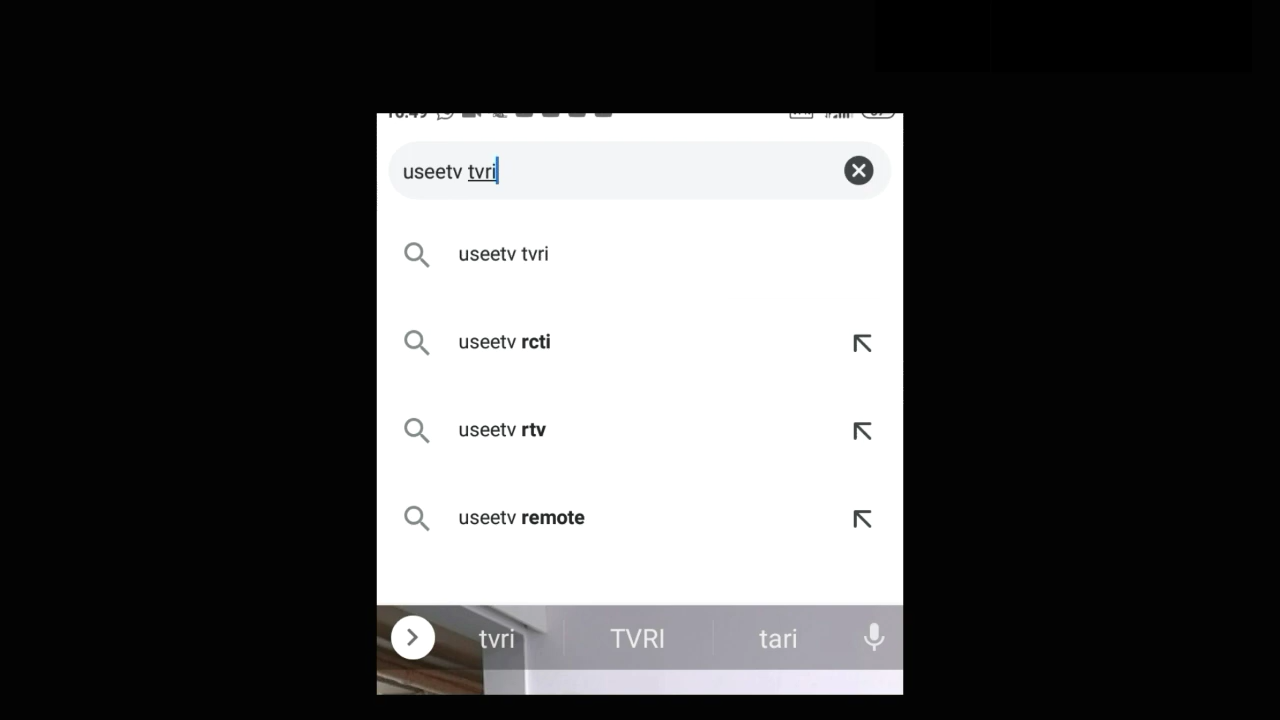 useetv tvri
useetv tvri
useetv rcti
useetv rtv
useetv remote
tvri TVRI tari